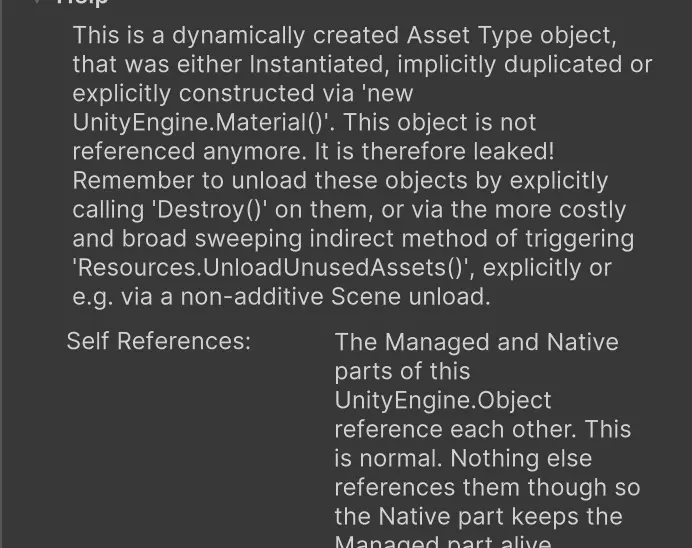 Help
This is a dynamically created Asset Type object,
that was either Instantiated, implicitly duplicated or
explicitly constructed via 'new
UnityEngine.Material()'. This object is not
referenced anymore. It is therefore leaked!
Remember to unload these objects by explicitly
calling 'Destroy()' on them, or via the more costly
and broad sweeping indirect method of triggering
'Resources.UnloadUnusedAssets()', explicitly or
e.g. via a non-additive Scene unload.
Self References:
The Managed and Native
parts of this
UnityEngine.Object
reference each other. This
is normal. Nothing else
references them though so
the Native part keeps the
Managed part alive